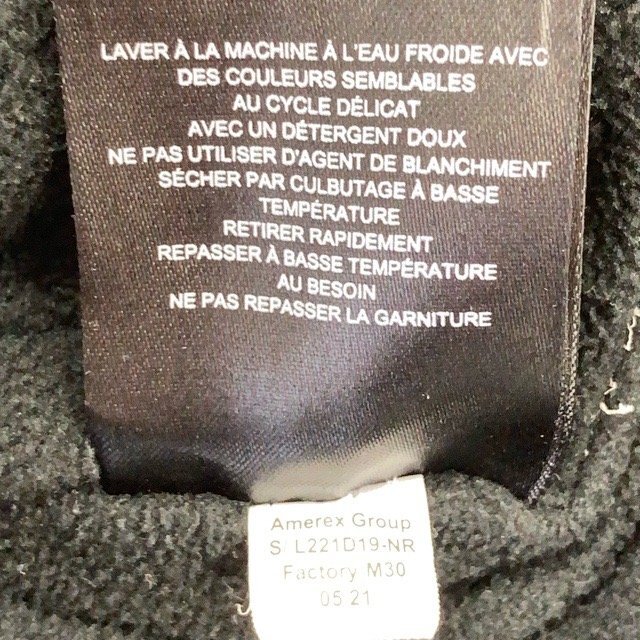 LAVER À LA MACHINE À L'EAU FROIDE AVEC
DES COULEURS SEMBLABLES
AU CYCLE DÉLICAT
AVEC UN DÉTERGENT DOUX
NE PAS UTILISER D'AGENT DE BLANCHIMENT
SÉCHER PAR CULBUTAGE À BASSE
TEMPÉRATURE
RETIRER RAPIDEMENT
REPASSER À BASSE TEMPÉRATURE
AU BESOIN
NE PAS REPASSER LA GARNITURE
Amerex Group
S/ L221D19-NR
Factory M30
05 21